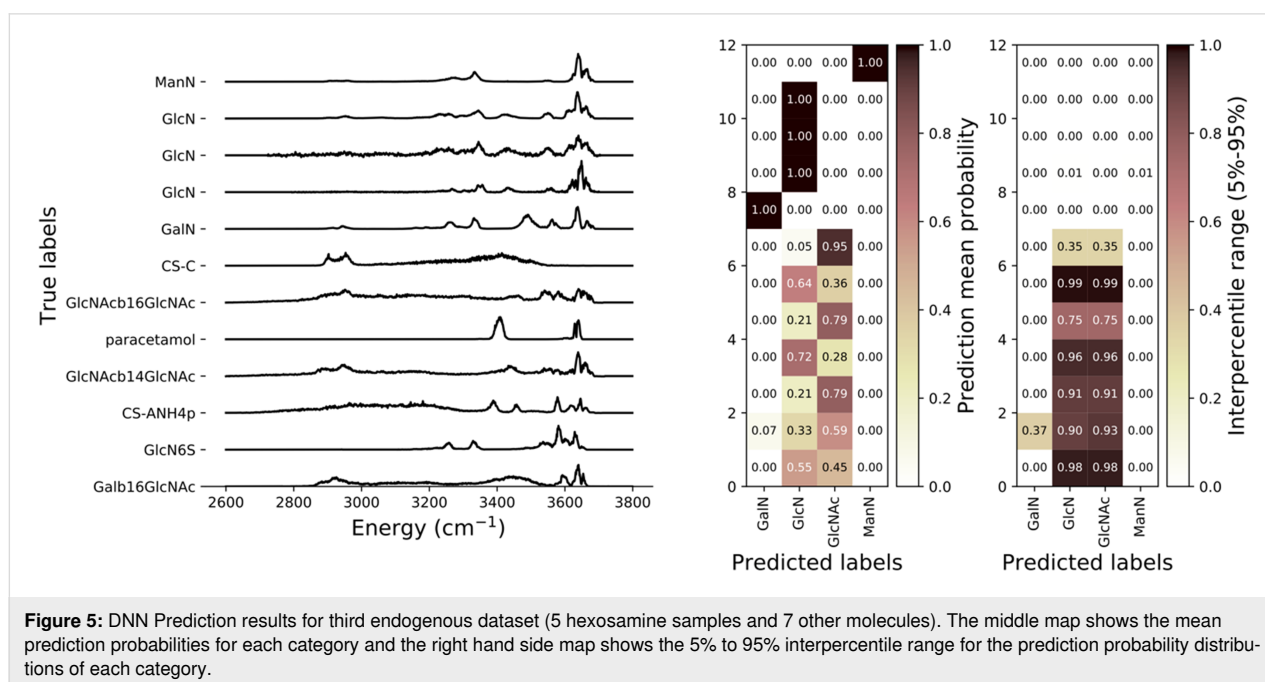 True labels
ManN
GlcN
GlcN
GlcN
GalN
CS-C
GlcNAcb16GlcNAc
paracetamol
GlcNAcb14GlcNAc
CS-ANH4p
GlcN6S
Galb16GlcNAc
2600 2800 3000 3200 3400 3600 3800
Energy (cm⁻¹)
12
10
8
6
4
2
0
0.00 0.00 0.00 1.00
0.00 1.00 0.00 0.00
0.00 1.00 0.00 0.00
0.00 1.00 0.00 0.00
1.00 0.00 0.00 0.00
0.00 0.05 0.95 0.00
0.00 0.64 0.36 0.00
0.00 0.21 0.79 0.00
0.00 0.72 0.28 0.00
0.00 0.21 0.79 0.00
0.07 0.33 0.59 0.00
0.00 0.55 0.45 0.00
GalN GlcN GlcNAc ManN
Predicted labels
1.0
0.8
0.6
0.4
0.2
0.0
Prediction mean probability
12
10
8
6
4
2
0
0.00 0.00 0.00 0.00
0.00 0.00 0.00 0.00
0.00 0.00 0.00 0.00
0.00 0.01 0.00 0.01
0.00 0.00 0.00 0.00
0.00 0.35 0.35 0.00
0.00 0.99 0.99 0.00
0.00 0.75 0.75 0.00
0.00 0.96 0.96 0.00
0.00 0.91 0.91 0.00
0.37 0.90 0.93 0.00
0.00 0.98 0.98 0.00
GalN GlcN GlcNAc ManN
Predicted labels
1.0
0.8
0.6
0.4
0.2
0.0
Interpercentile range (5%-95%)
Figure 5: DNN Prediction results for third endogenous dataset (5 hexosamine samples and 7 other molecules). The middle map shows the mean
prediction probabilities for each category and the right hand side map shows the 5% to 95% interpercentile range for the prediction probability distribu-
tions of each category.